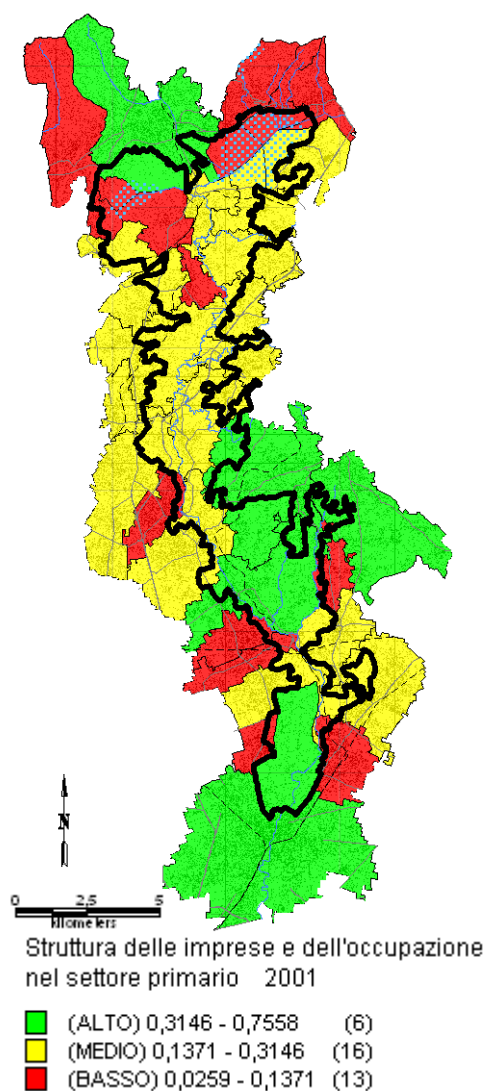 N
0 2,5 5
kilometers
Struttura delle imprese e dell'occupazione
nel settore primario 2001
(ALTO) 0,3146 - 0,7558 (6)
(MEDIO) 0,1371 - 0,3146 (16)
(BASSO) 0,0259 - 0,1371 (13)